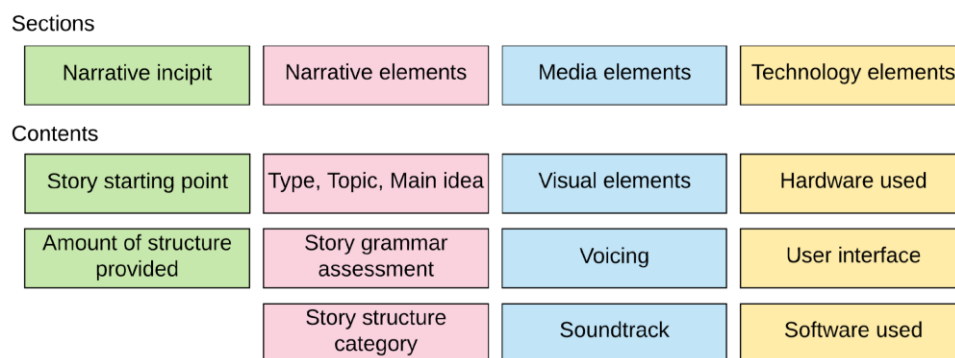 Sections
Narrative incipit
Narrative elements
Media elements
Technology elements
Contents
Story starting point
Type, Topic, Main idea
Visual elements
Hardware used
Amount of structure
provided
Story grammar
assessment
Voicing
User interface
Story structure
category
Soundtrack
Software used